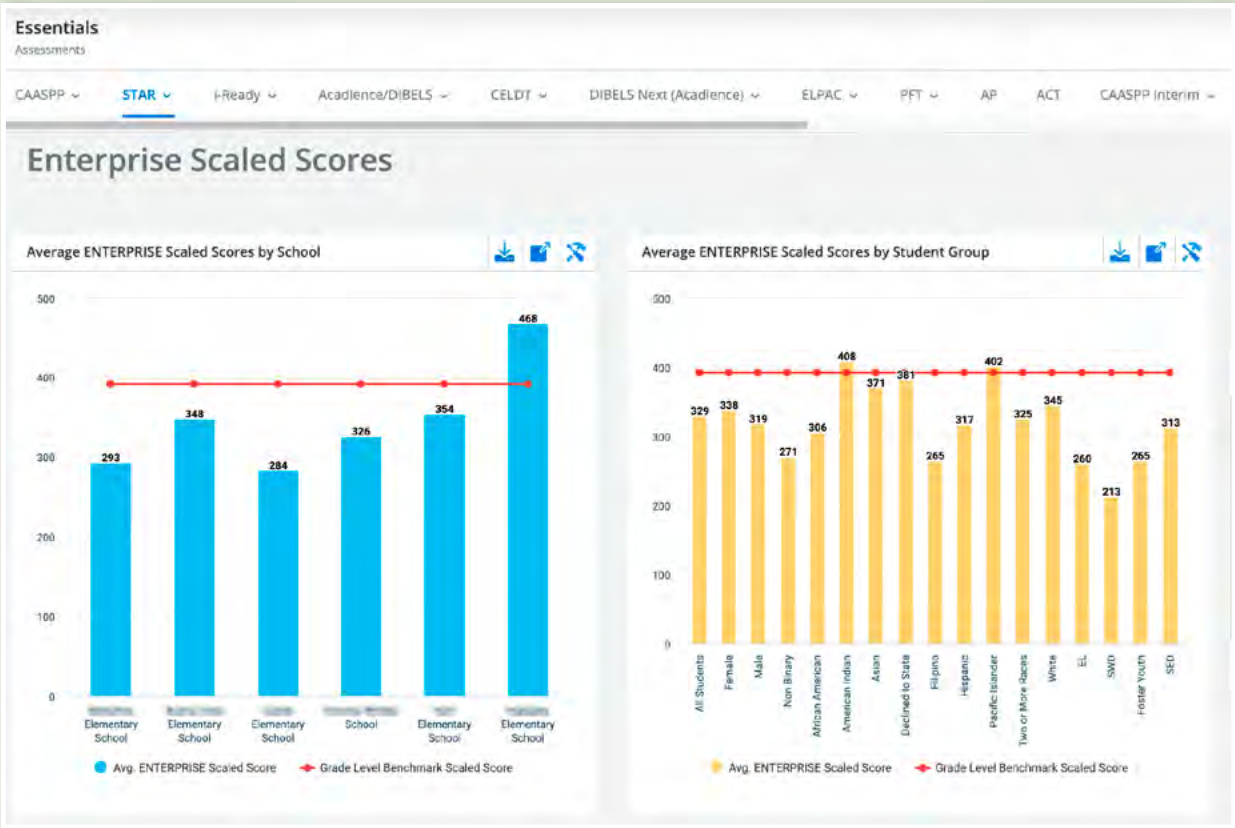 Essentials
Assessments
CAASPP STAR i-Ready Acadience/DIBELS CELDT DIBELS Next (Acadience) ELPAC PFT AP ACT CAASPP Interim
Enterprise Scaled Scores
Average ENTERPRISE Scaled Scores by School
500
400
300
200
100
0
293
348
284
326
354
468
Elementary School
Elementary School
Elementary School
School
Elementary School
Elementary School
Avg. ENTERPRISE Scaled Score
Grade Level Benchmark Scaled Score
Average ENTERPRISE Scaled Scores by Student Group
500
400
300
200
100
0
329
338
319
271
306
408
371
381
265
317
402
325
345
260
213
265
313
All Students
Female
Male
Non Binary
African American
American Indian
Asian
Declined to State
Filipino
Hispanic
Pacific Islander
Two or More Races
White
EL
SWD
Foster Youth
SED
Avg. ENTERPRISE Scaled Score
Grade Level Benchmark Scaled Score